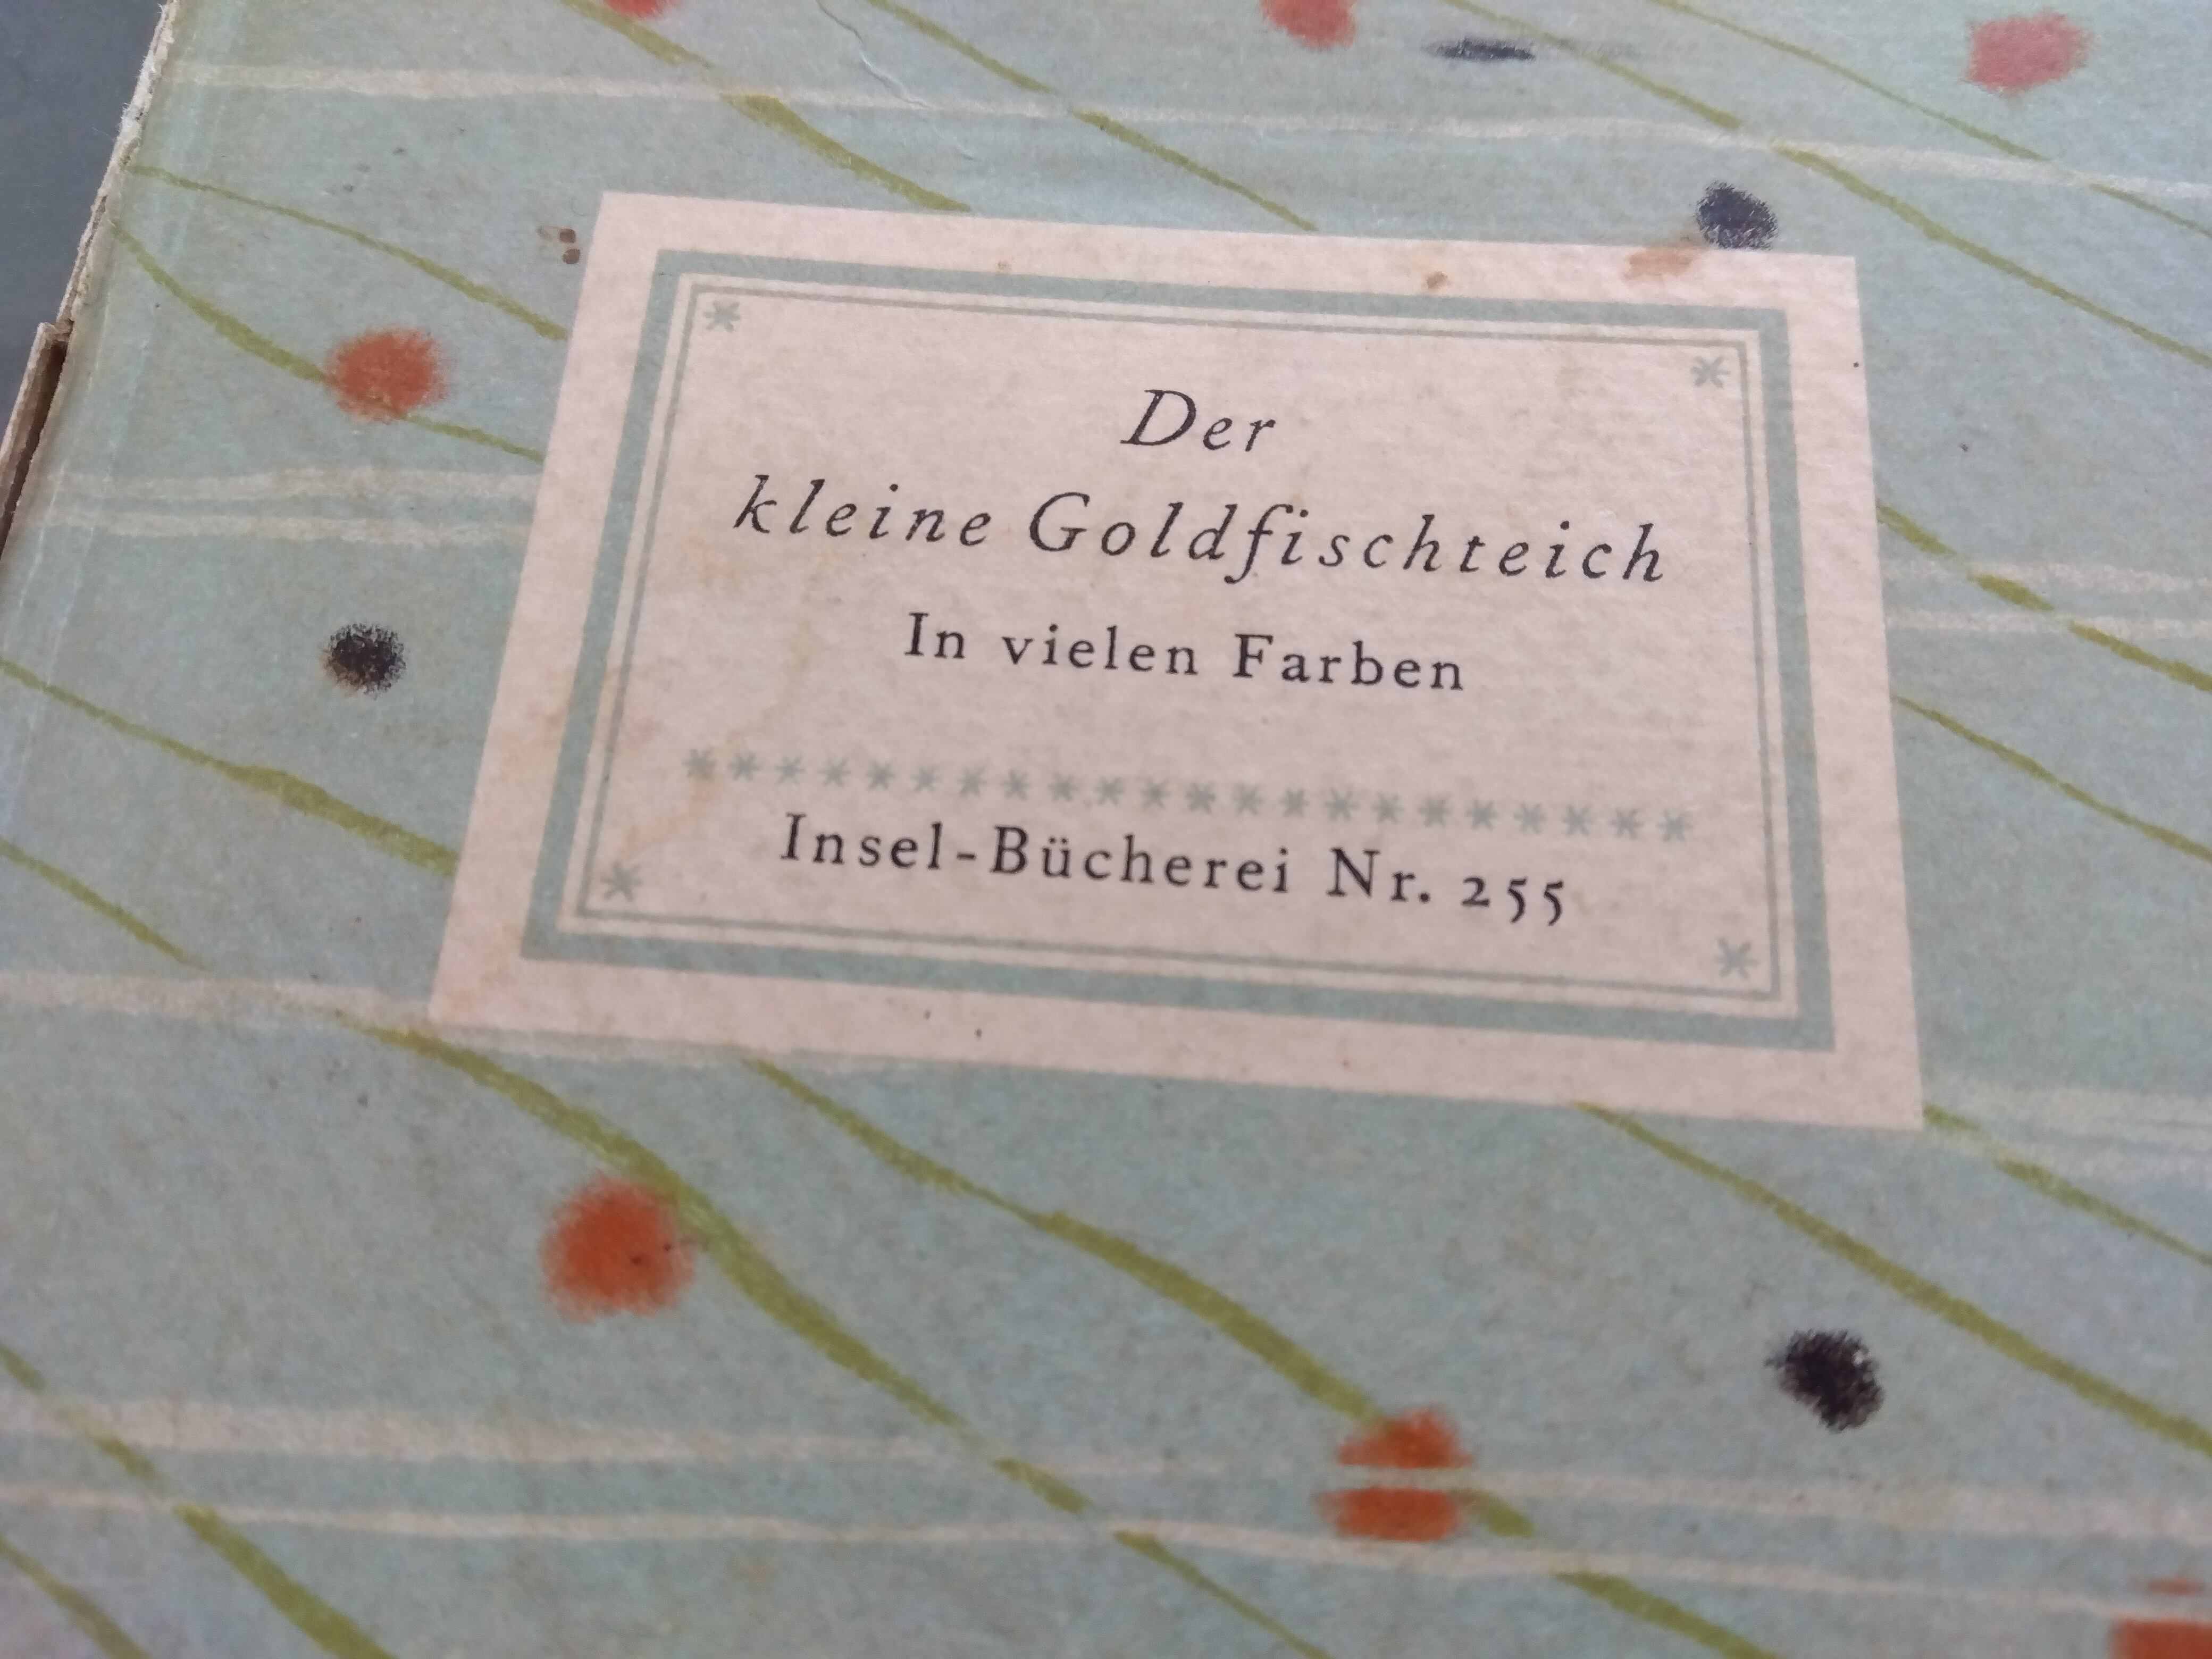 Der
kleine Goldfischteich
In vielen Farben
Insel-Bücherei Nr. 255